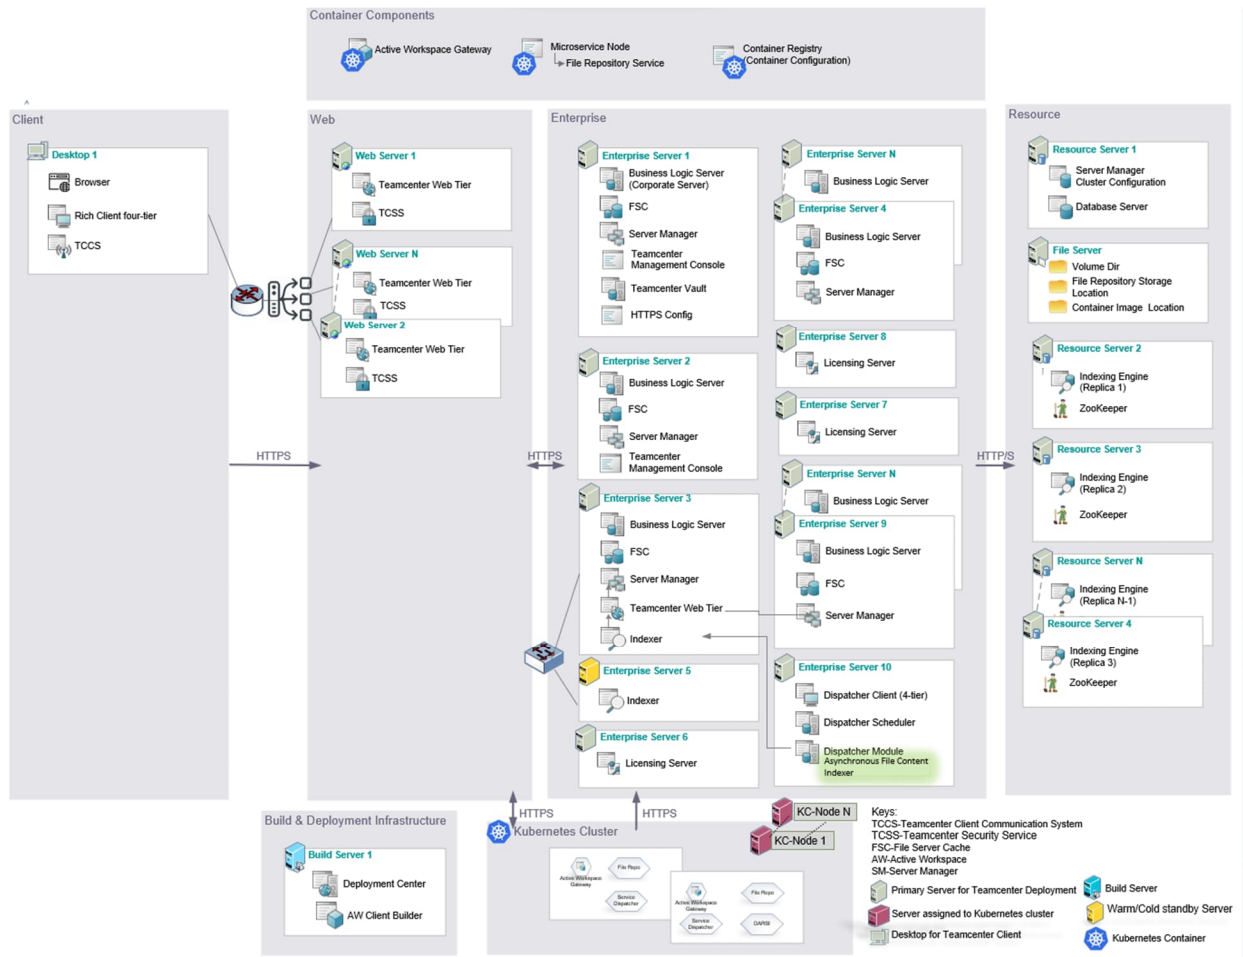 Container Components
Active Workspace Gateway
Microservice Node
File Repository Service
Container Registry
(Container Configuration)
Client
Desktop 1
Browser
Rich Client four-tier
TCCS
HTTPS
Web
Web Server 1
Teamcenter Web Tier
TCSS
Web Server N
Teamcenter Web Tier
TCSS
Web Server 2
Teamcenter Web Tier
TCSS
HTTPS
Enterprise
Enterprise Server 1
Business Logic Server
(Corporate Server)
FSC
Server Manager
Teamcenter
Management Console
Teamcenter Vault
HTTPS Config
Enterprise Server 2
Business Logic Server
FSC
Server Manager
Teamcenter
Management Console
Enterprise Server 3
Business Logic Server
FSC
Server Manager
Teamcenter Web Tier
Indexer
Enterprise Server 5
Indexer
Enterprise Server 6
Licensing Server
Enterprise Server N
Business Logic Server
Enterprise Server 4
Business Logic Server
FSC
Server Manager
Enterprise Server 8
Licensing Server
Enterprise Server 7
Licensing Server
Enterprise Server N
Business Logic Server
Enterprise Server 9
Business Logic Server
FSC
Server Manager
Enterprise Server 10
Dispatcher Client (4-tier)
Dispatcher Scheduler
Dispatcher Module
Asynchronous File Content
Indexer
HTTP/S
Resource
Resource Server 1
Server Manager
Cluster Configuration
Database Server
File Server
Volume Dir
File Repository Storage
Location
Container Image Location
Resource Server 2
Indexing Engine
(Replica 1)
ZooKeeper
Resource Server 3
Indexing Engine
(Replica 2)
ZooKeeper
Resource Server N
Indexing Engine
(Replica N-1)
Resource Server 4
Indexing Engine
(Replica 3)
ZooKeeper
Build & Deployment Infrastructure
Build Server 1
Deployment Center
AW Client Builder
HTTPS
HTTPS
Kubernetes Cluster
KC-Node N
KC-Node 1
Active Workspace
Gateway
File Repo
Service
Dispatcher
Active Workspace
Gateway
File Repo
Service
Dispatcher
Keys:
TCCS-Teamcenter Client Communication System
TCSS-Teamcenter Security Service
FSC-File Server Cache
AW-Active Workspace
SM-Server Manager
Primary Server for Teamcenter Deployment
Server assigned to Kubernetes cluster
Desktop for Teamcenter Client
Build Server
Warm/Cold standby Server
Kubernetes Container